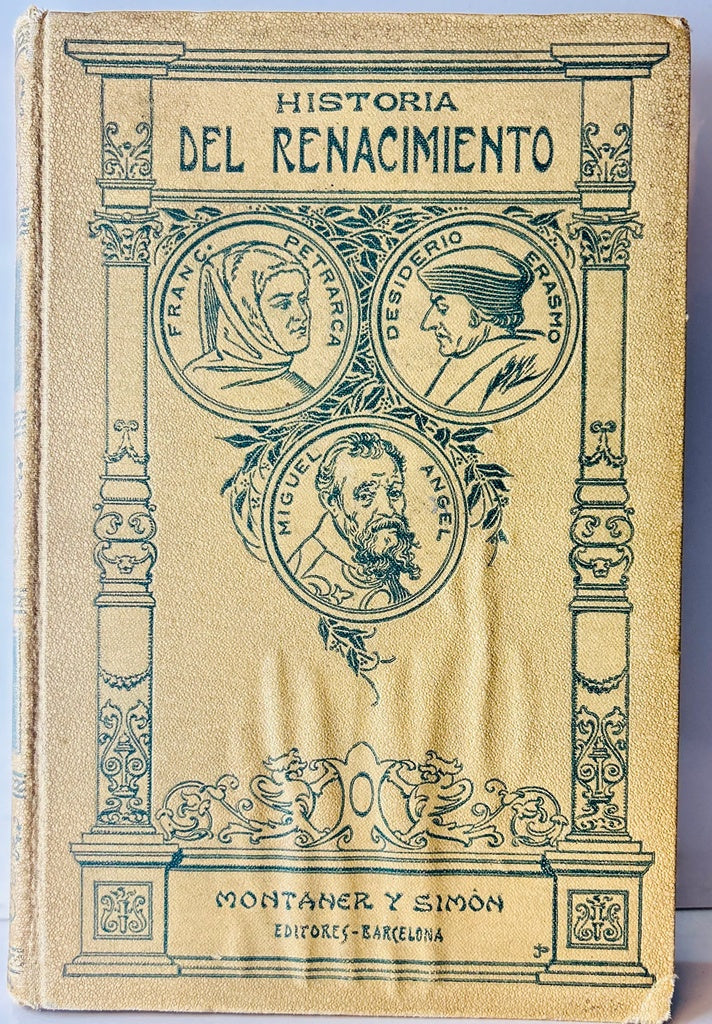 HISTORIA
DEL RENACIMIENTO
FRANC. PETRARCA
DESIDERIO ERASMO
MIGUEL ANGEL
MONTANER Y SIMÓN
EDITORES-BARCELONA